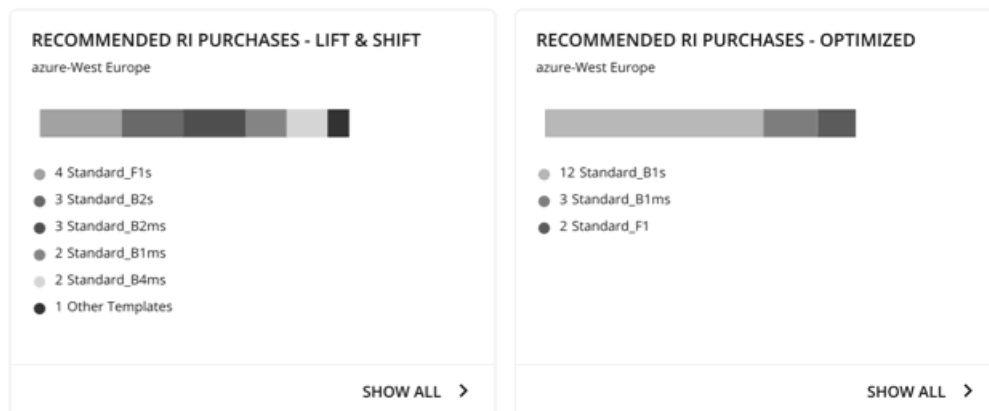 RECOMMENDED RI PURCHASES - LIFT & SHIFT
azure-West Europe
4 Standard_F1s
3 Standard_B2s
3 Standard_B2ms
2 Standard_B1ms
2 Standard_B4ms
1 Other Templates
SHOW ALL >
RECOMMENDED RI PURCHASES - OPTIMIZED
azure-West Europe
12 Standard_B1s
3 Standard_B1ms
2 Standard_F1
SHOW ALL >